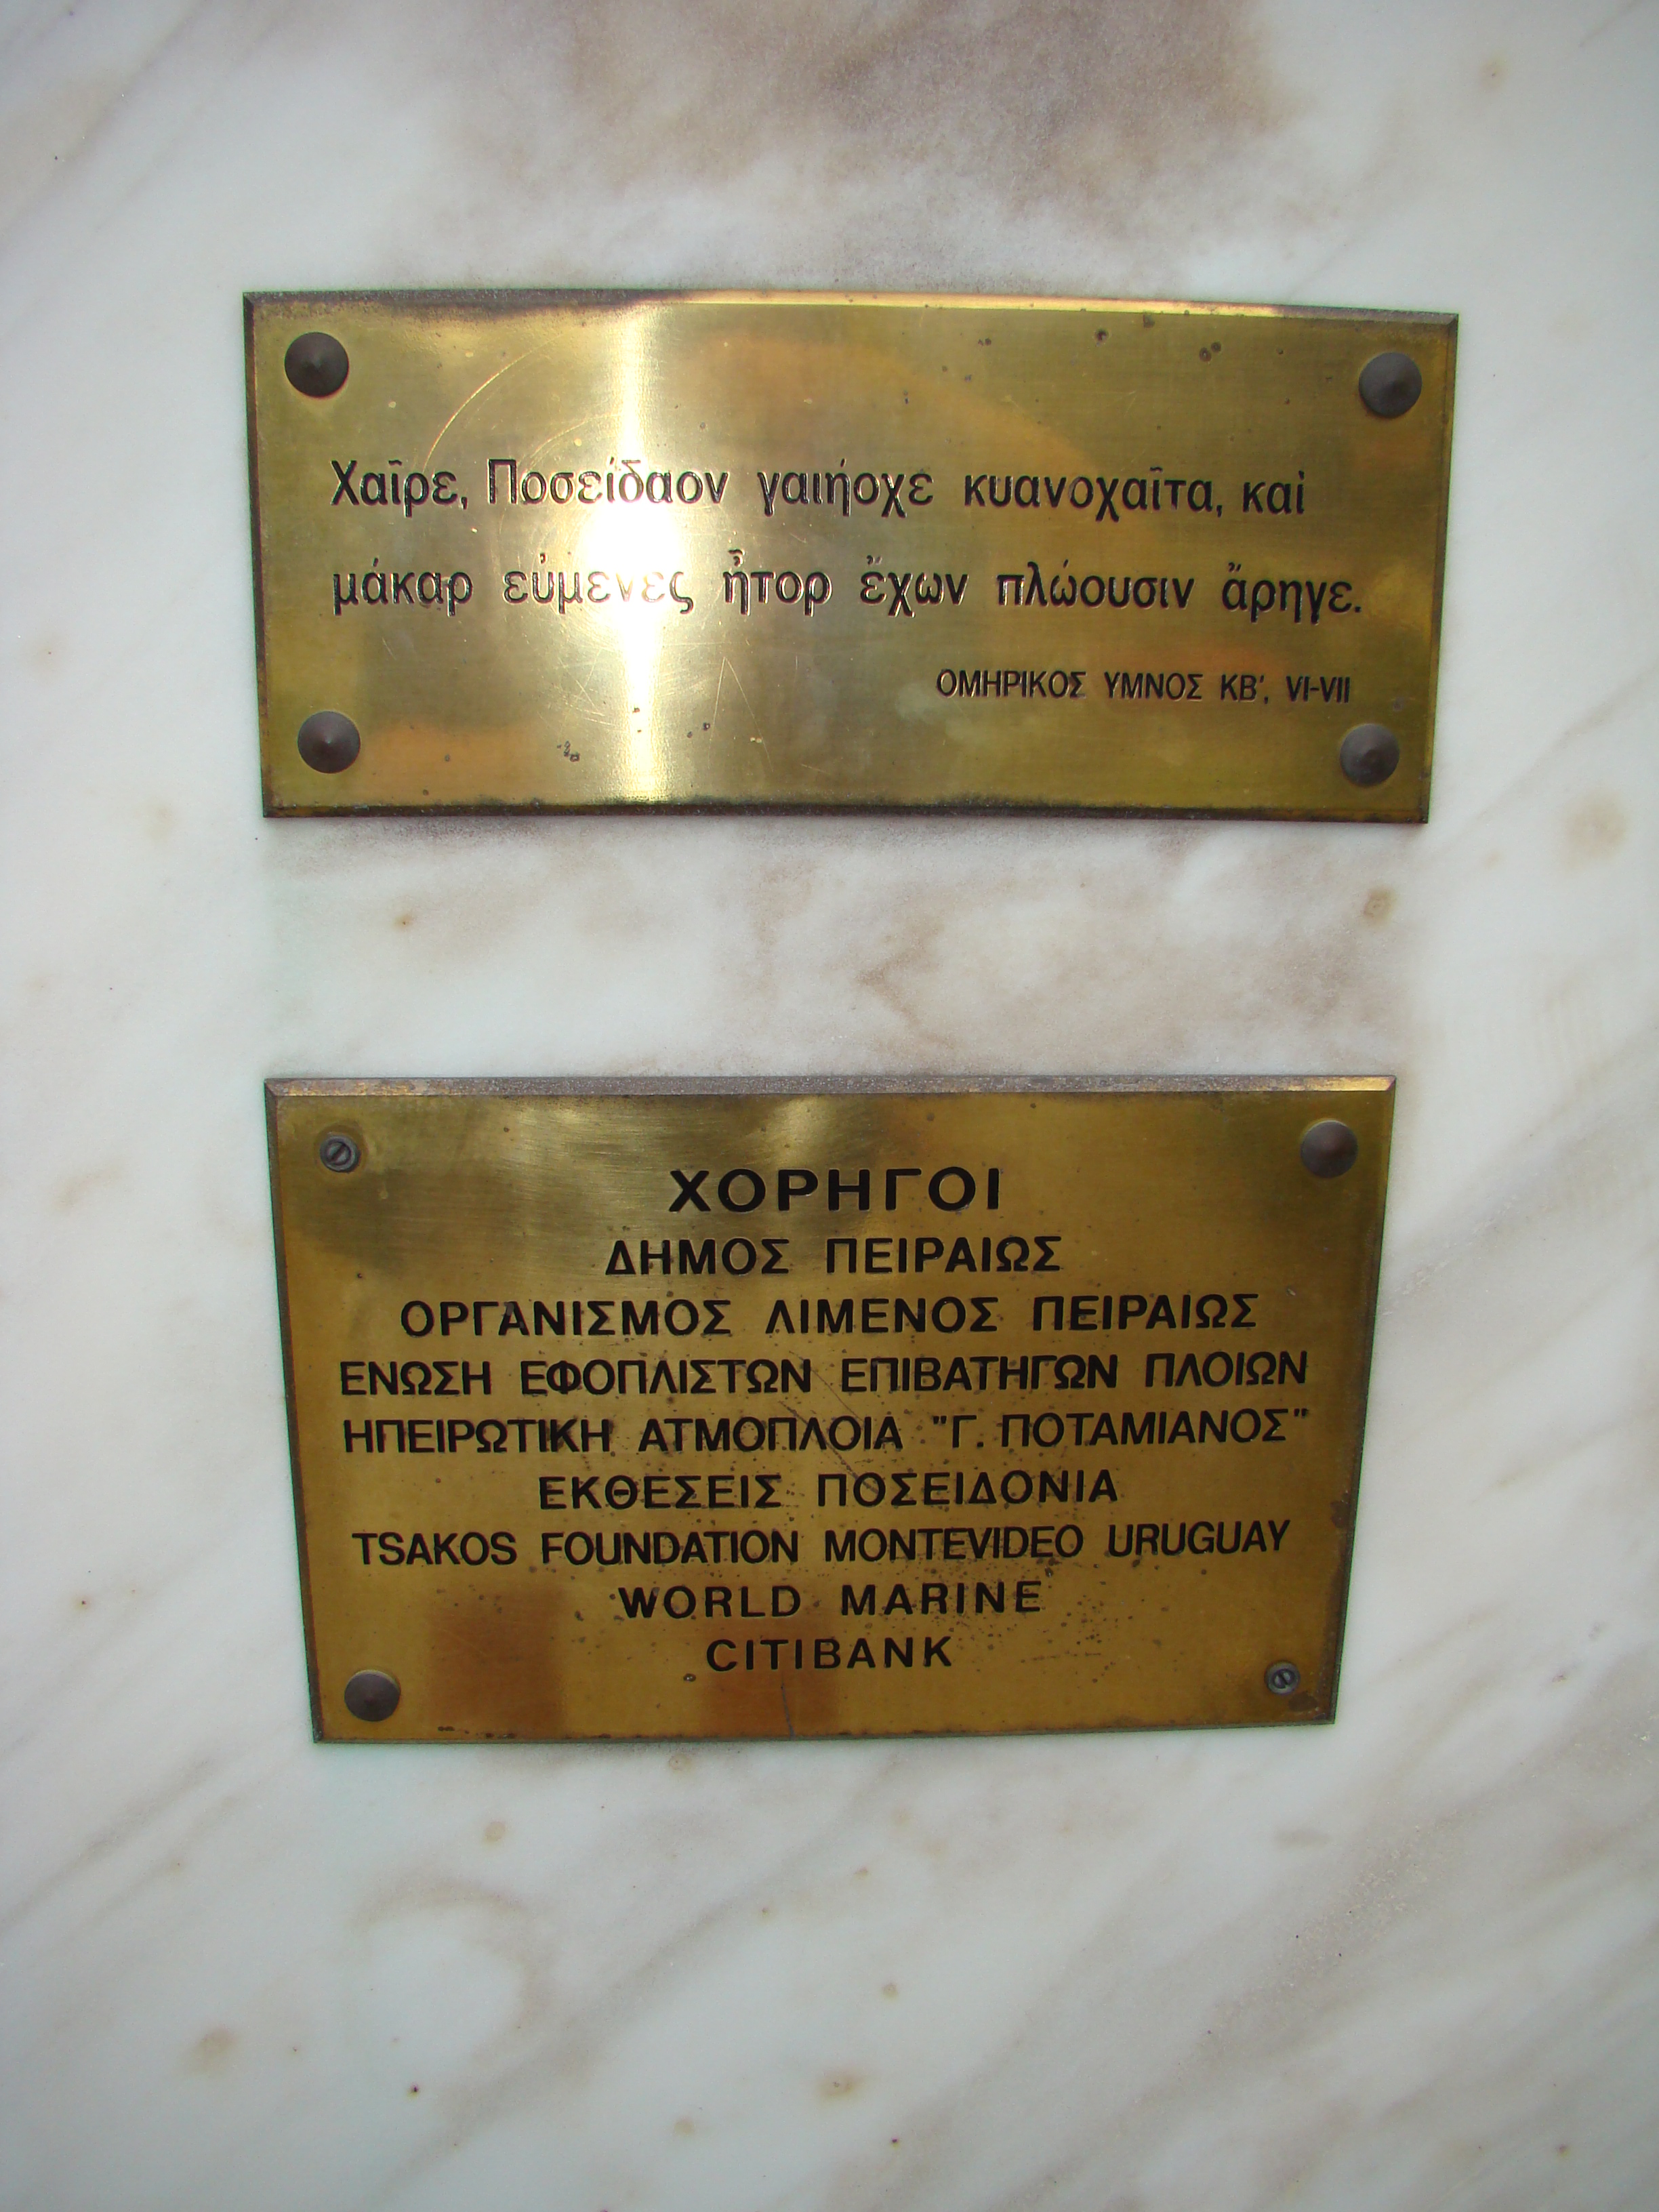 Χαῖρε, Ποσείδαον γαιήοχε κυανοχαῖτα, καὶ
μάκαρ εὐμενες ἦτορ ἔχων πλώουσιν ἄρηγε.
ΟΜΗΡΙΚΟΣ ΥΜΝΟΣ ΚΒ', VI-VII
ΧΟΡΗΓΟΙ
ΔΗΜΟΣ ΠΕΙΡΑΙΩΣ
ΟΡΓΑΝΙΣΜΟΣ ΛΙΜΕΝΟΣ ΠΕΙΡΑΙΩΣ
ΕΝΩΣΗ ΕΦΟΠΛΙΣΤΩΝ ΕΠΙΒΑΤΗΓΩΝ ΠΛΟΙΩΝ
ΗΠΕΙΡΩΤΙΚΗ ΑΤΜΟΠΛΟΙΑ "Γ. ΠΟΤΑΜΙΑΝΟΣ"
ΕΚΘΕΣΕΙΣ ΠΟΣΕΙΔΟΝΙΑ
TSAKOS FOUNDATION MONTEVIDEO URUGUAY
WORLD MARINE
CITIBANK